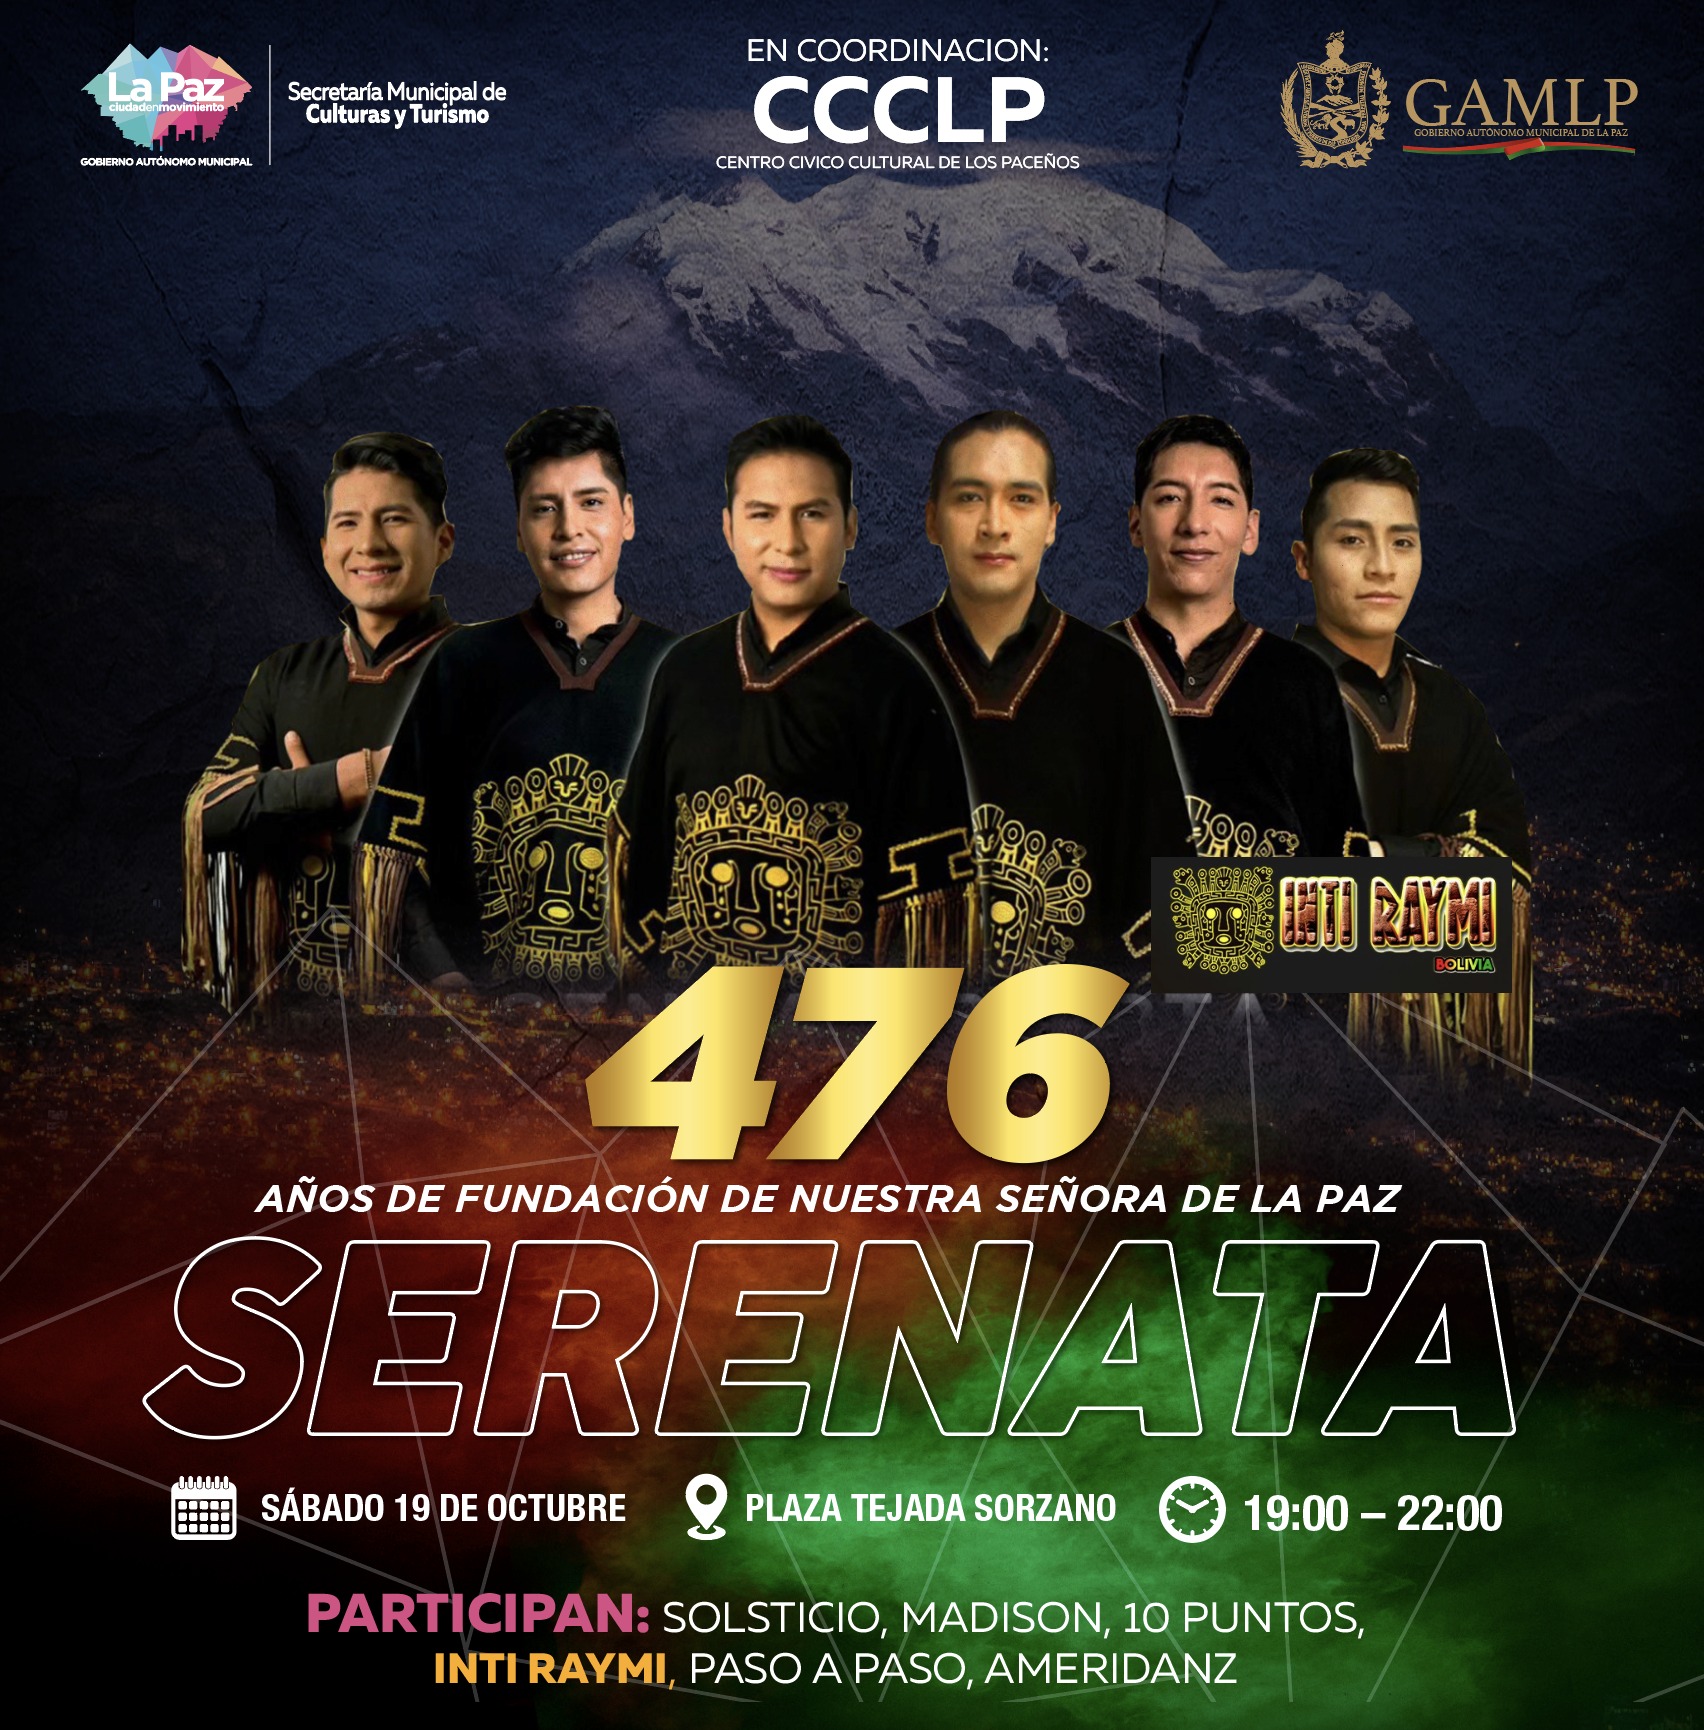 La Paz
ciudadenmovimiento
GOBIERNO AUTÓNOMO MUNICIPAL
Secretaría Municipal de
Culturas y Turismo
EN COORDINACION:
CCCLP
CENTRO CIVICO CULTURAL DE LOS PACEÑOS
GAMLP
GOBIERNO AUTÓNOMO MUNICIPAL DE LA PAZ
INTI RAYMI
BOLIVIA
476
AÑOS DE FUNDACIÓN DE NUESTRA SEÑORA DE LA PAZ
SERENATA
SÁBADO 19 DE OCTUBRE
PLAZA TEJADA SORZANO
19:00 – 22:00
PARTICIPAN: SOLSTICIO, MADISON, 10 PUNTOS,
INTI RAYMI, PASO A PASO, AMERIDANZ